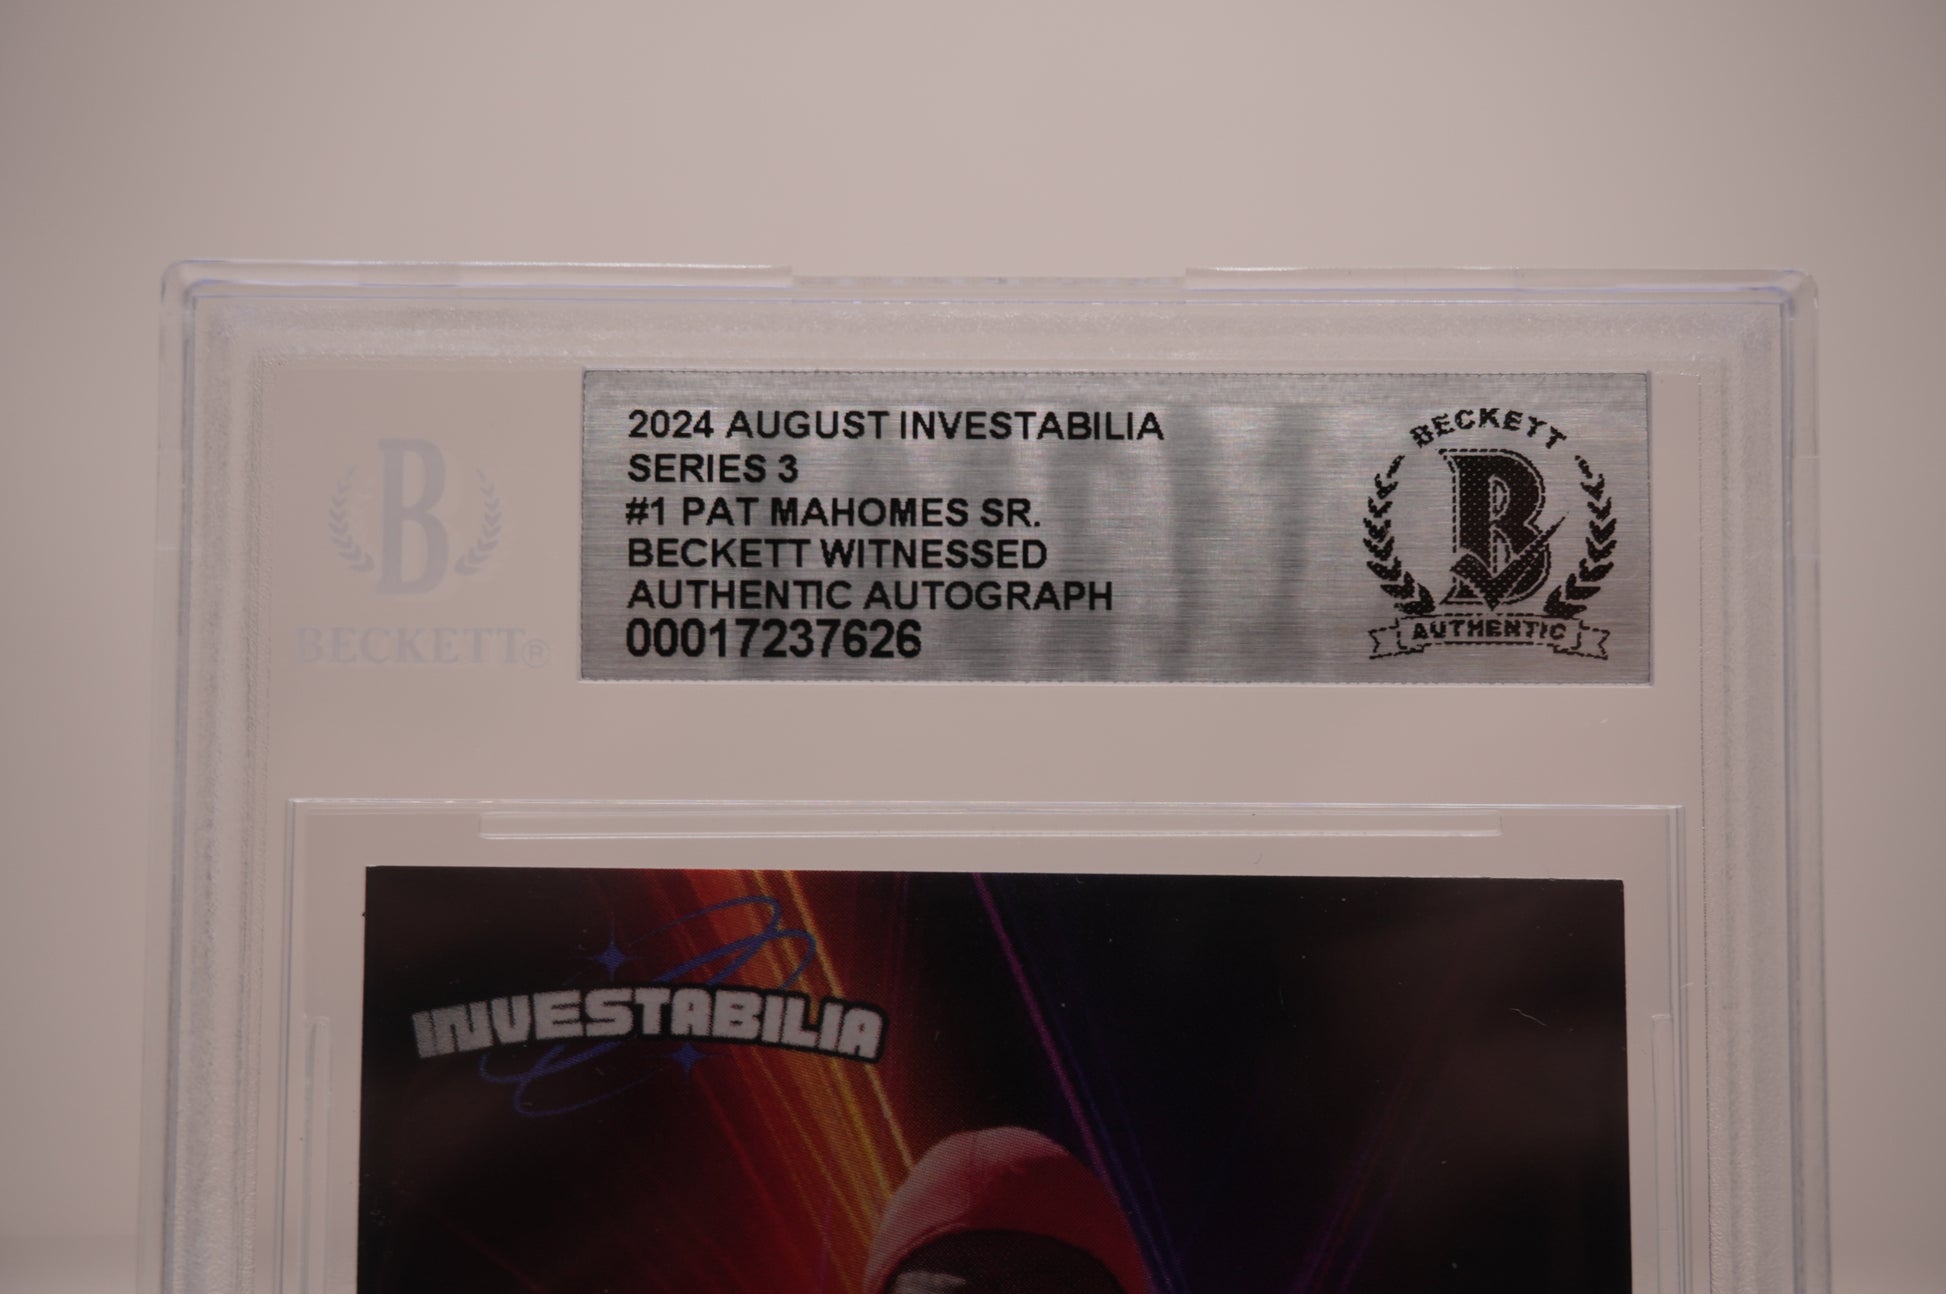 2024 AUGUST INVESTABILIA
SERIES 3
#1 PAT MAHOMES SR.
BECKETT WITNESSED
AUTHENTIC AUTOGRAPH
00017237626
BECKETT
B
AUTHENTIC
B
BECKETT®
INVESTABILIA